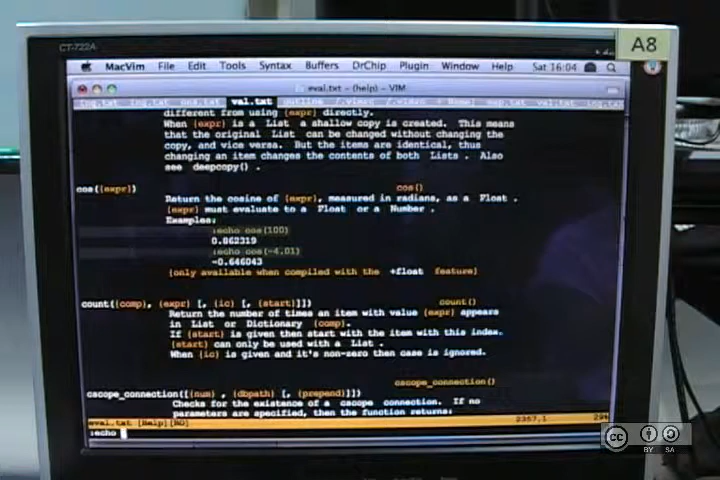 CT-722A
A8
MacVim File Edit Tools Syntax Buffers DrChip Plugin Window Help Sat 16:04
eval.txt - (help) - VIM
val.txt
different from using {expr} directly.
When {expr} is a List a shallow copy is created. This means
that the original List can be changed without changing the
copy, and vice versa. But the items are identical, thus
changing an item changes the contents of both Lists . Also
see deepcopy() .
cos({expr}) cos()
Return the cosine of {expr}, measured in radians, as a Float .
{expr} must evaluate to a Float or a Number .
Examples:
:echo cos(100)
0.862319
:echo cos(-4.01)
-0.646043
{only available when compiled with the +float feature}
count({comp}, {expr} [, {ic} [, {start}]]) count()
Return the number of times an item with value {expr} appears
in List or Dictionary {comp}.
If {start} is given then start with the item with this index.
{start} can only be used with a List .
When {ic} is given and it's non-zero then case is ignored.
cscope_connection()
cscope_connection([{num} , {dbpath} [, {prepend}]])
Checks for the existence of a cscope connection. If no
parameters are specified, then the function returns:
eval.txt [Help][RO] 2367,1 29%
:echo
cc BY SA